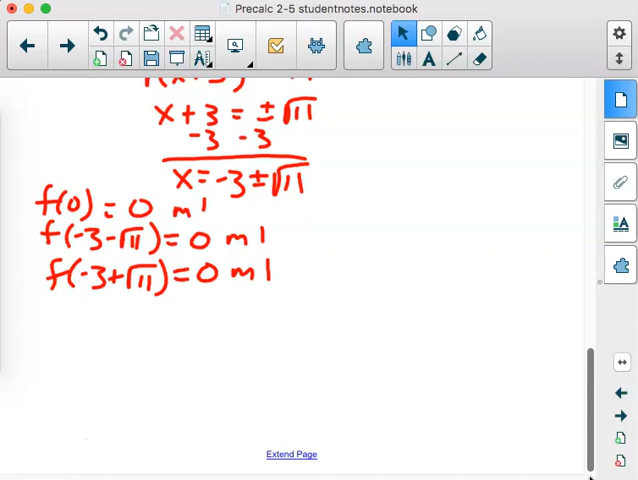 Precalc 2-5 studentnotes.notebook
x + 3 = ±√11
-3 -3
x = -3 ± √11
f(0) = 0 m 1
f(-3-√11) = 0 m 1
f(-3+√11) = 0 m 1
Extend Page